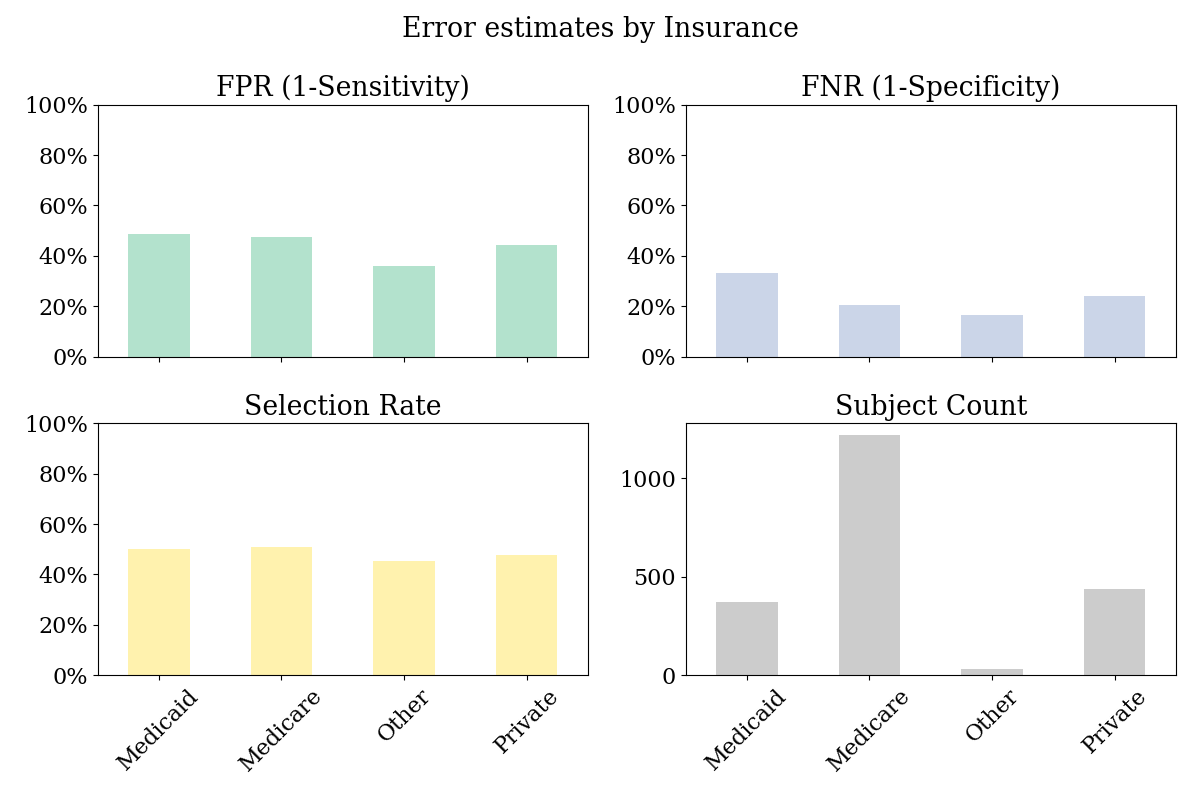 Error estimates by Insurance
FPR (1-Sensitivity)
100%
80%
60%
40%
20%
0%
FNR (1-Specificity)
100%
80%
60%
40%
20%
0%
Selection Rate
100%
80%
60%
40%
20%
0%
Medicaid
Medicare
Other
Private
Subject Count
1000
500
0
Medicaid
Medicare
Other
Private